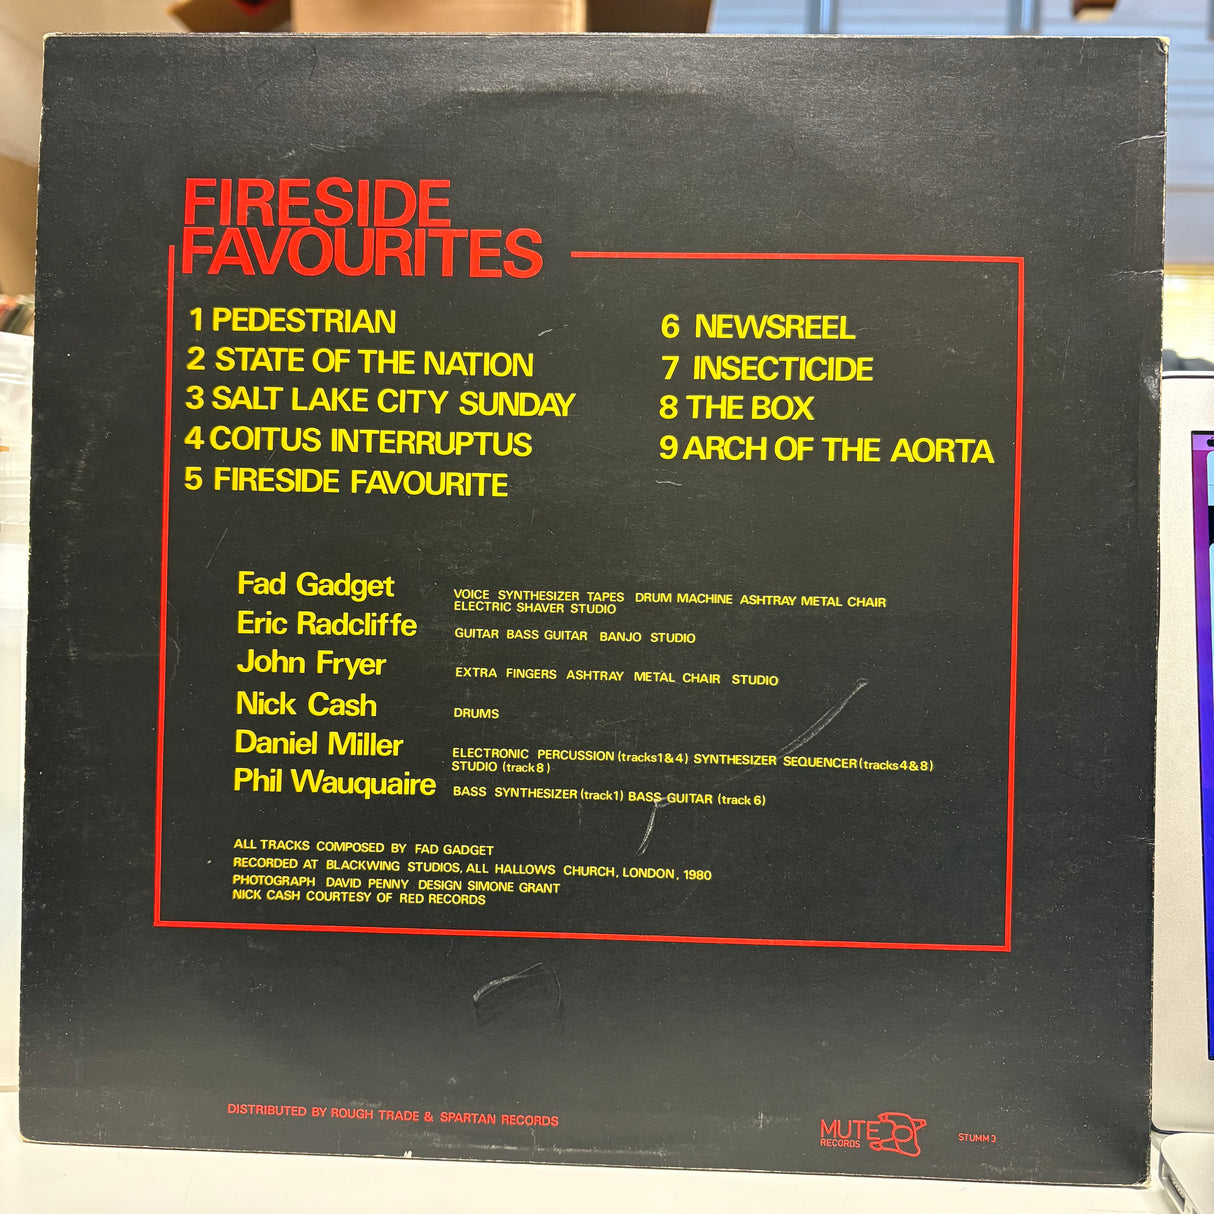 FIRESIDE
FAVOURITES
1 PEDESTRIAN
2 STATE OF THE NATION
3 SALT LAKE CITY SUNDAY
4 COITUS INTERRUPTUS
5 FIRESIDE FAVOURITE
6 NEWSREEL
7 INSECTICIDE
8 THE BOX
9 ARCH OF THE AORTA
Fad Gadget
VOICE SYNTHESIZER TAPES DRUM MACHINE ASHTRAY METAL CHAIR
ELECTRIC SHAVER STUDIO
Eric Radcliffe
GUITAR BASS GUITAR BANJO STUDIO
John Fryer
EXTRA FINGERS ASHTRAY METAL CHAIR STUDIO
Nick Cash
DRUMS
Daniel Miller
ELECTRONIC PERCUSSION (tracks1&4) SYNTHESIZER SEQUENCER (tracks4&8)
STUDIO (track8)
Phil Wauquaire
BASS SYNTHESIZER (track1) BASS GUITAR (track 6)
ALL TRACKS COMPOSED BY FAD GADGET
RECORDED AT BLACKWING STUDIOS, ALL HALLOWS CHURCH, LONDON, 1980
PHOTOGRAPH DAVID PENNY DESIGN SIMONE GRANT
NICK CASH COURTESY OF RED RECORDS
DISTRIBUTED BY ROUGH TRADE & SPARTAN RECORDS
MUTE
RECORDS
STUMM 3